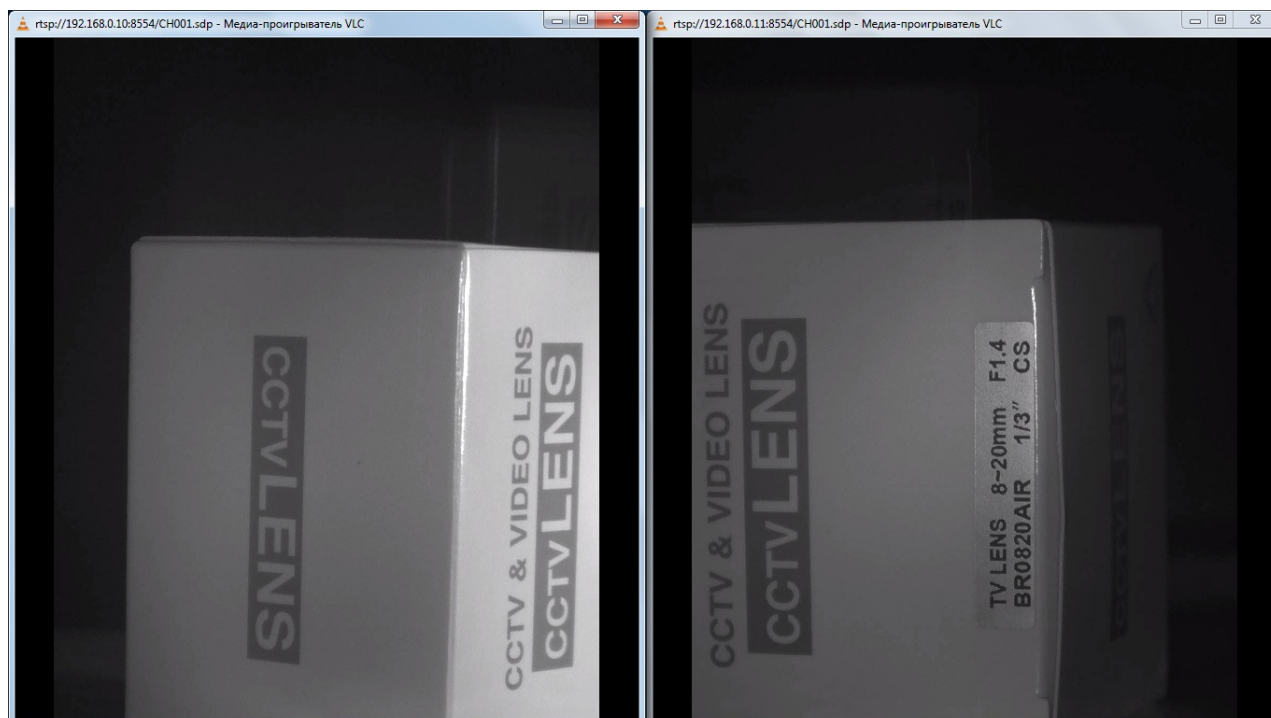 rtsp://192.168.0.10:8554/CH001.sdp - Медиа-проигрыватель VLC
CCTVLENS
CCTV & VIDEO LENS
CCTVLENS
rtsp://192.168.0.11:8554/CH001.sdp - Медиа-проигрыватель VLC
CCTV & VIDEO LENS
CCTVLENS
TV LENS 8-20mm F1.4
BR0820AIR 1/3" CS
CCTVLENS